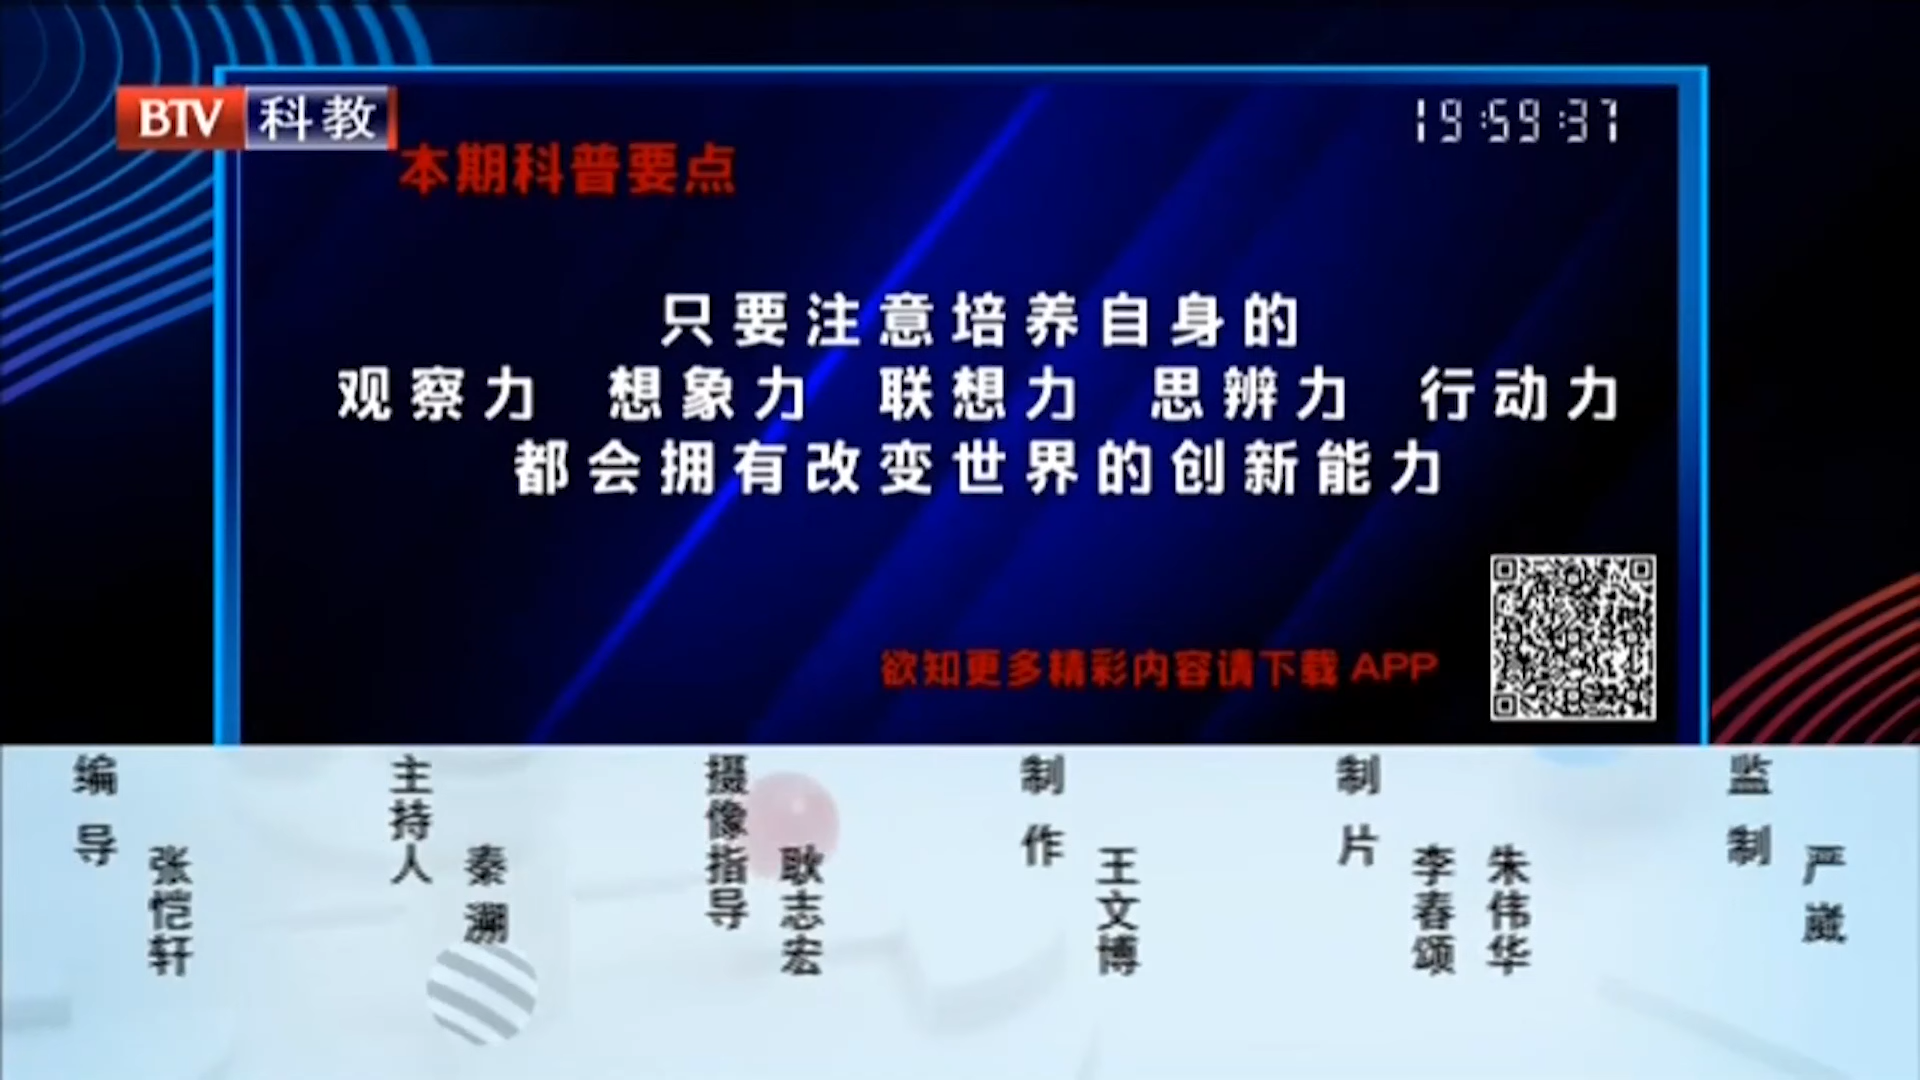 BTV 科教
19:59:37
本期科普要点
只要注意培养自身的
观察力 想象力 联想力 思辨力 行动力
都会拥有改变世界的创新能力
欲知更多精彩内容请下载 APP
编导
张恺轩
主持人
秦溯
摄像指导
耿志宏
制作
王文博
制片
李春颂
朱伟华
监制
严崴